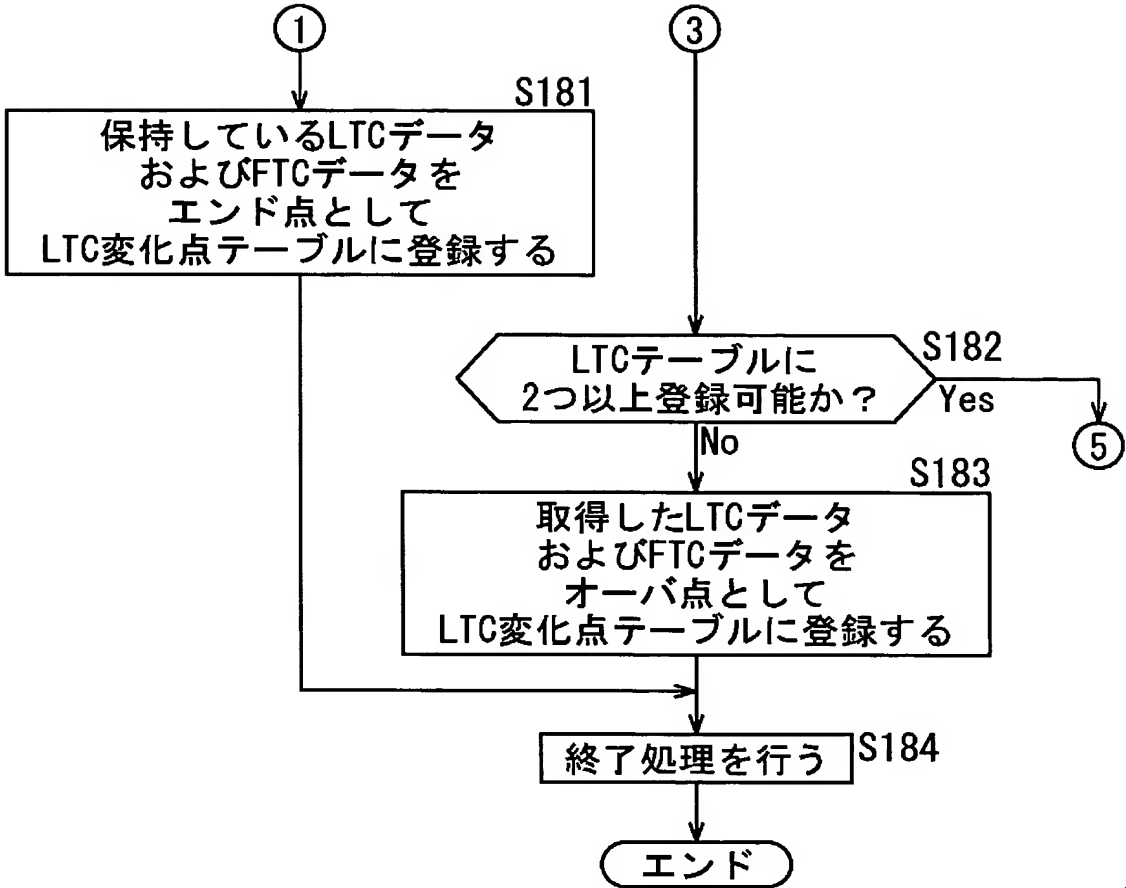 ①
③
S181
保持しているLTCデータ
およびFTCデータを
エンド点として
LTC変化点テーブルに登録する
S182
LTCテーブルに
2つ以上登録可能か？
Yes
⑤
No
S183
取得したLTCデータ
およびFTCデータを
オーバ点として
LTC変化点テーブルに登録する
S184
終了処理を行う
エンド